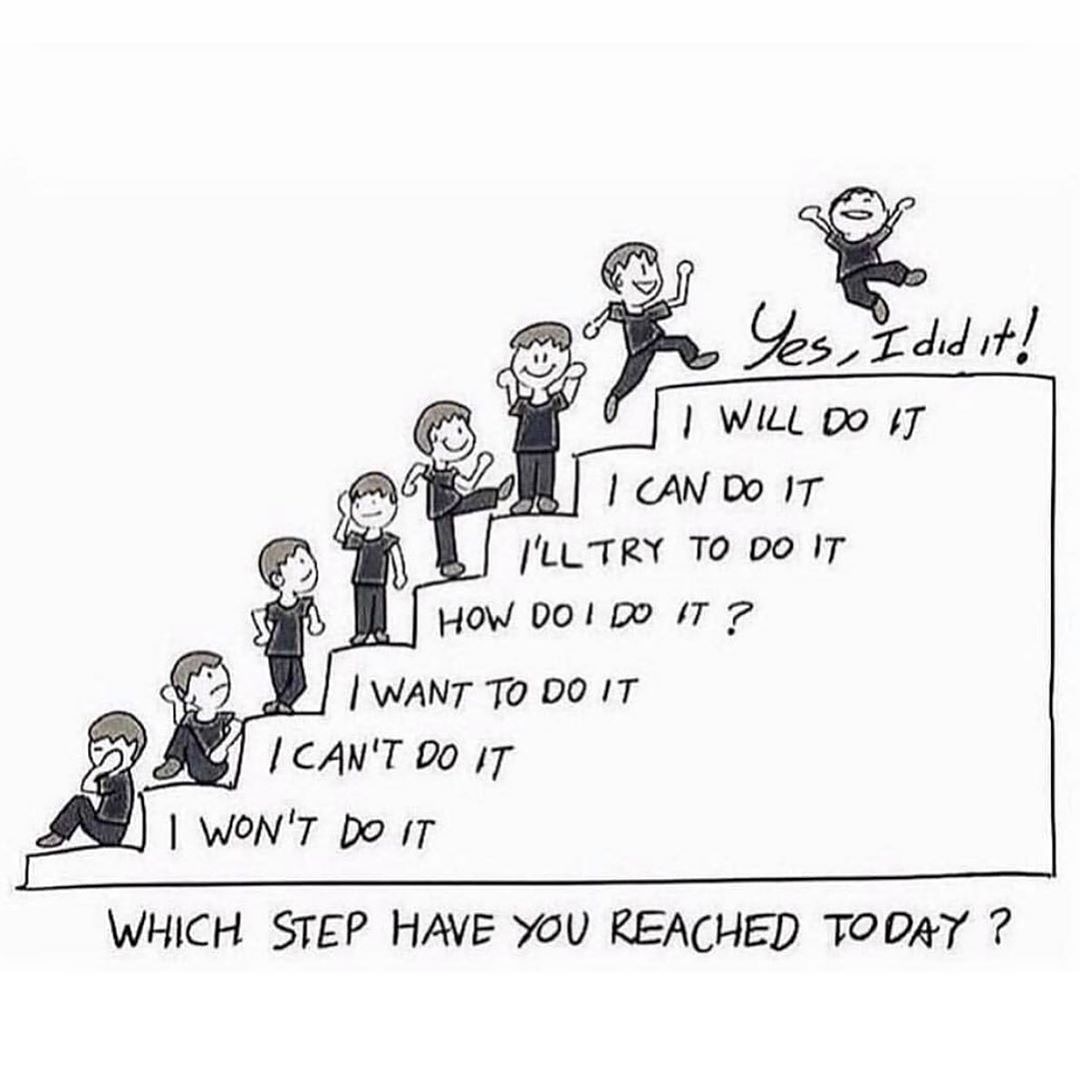 Yes, I did it!
I WILL DO IT
I CAN DO IT
I'LL TRY TO DO IT
HOW DO I DO IT ?
I WANT TO DO IT
I CAN'T DO IT
I WON'T DO IT
WHICH STEP HAVE YOU REACHED TODAY ?